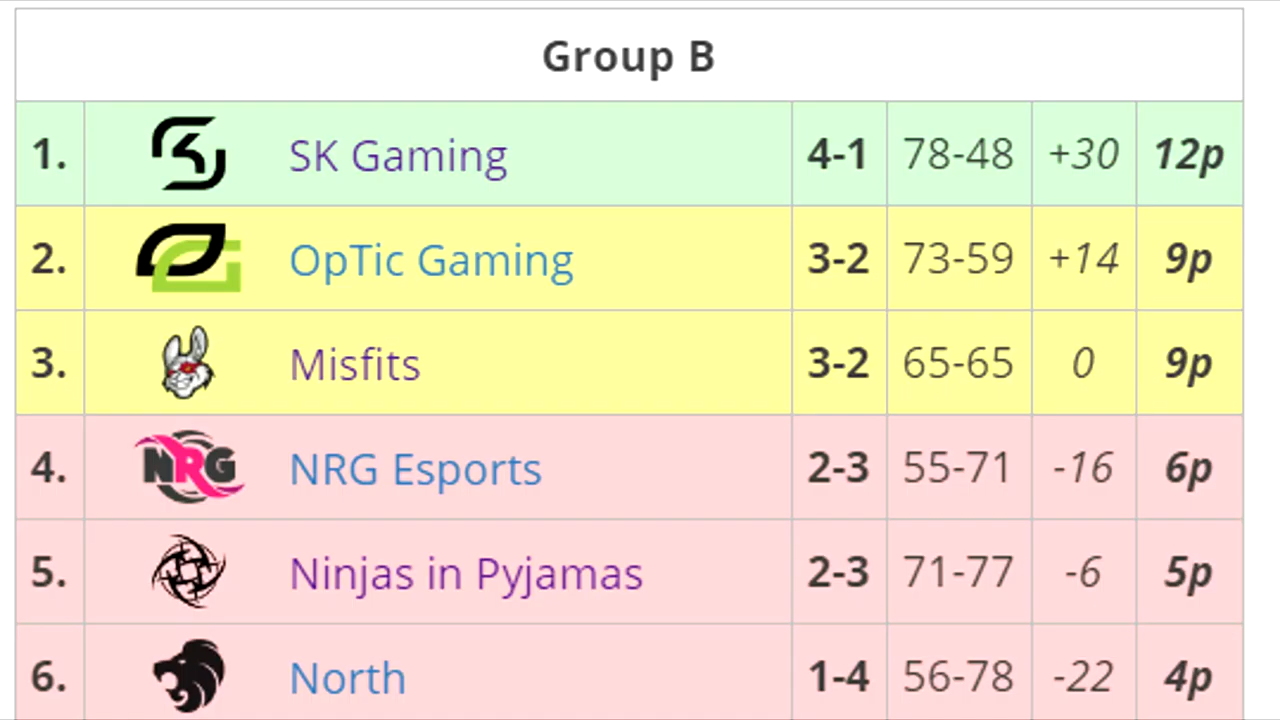 Group B
1. SK Gaming 4-1 78-48 +30 12p
2. OpTic Gaming 3-2 73-59 +14 9p
3. Misfits 3-2 65-65 0 9p
4. NRG NRG Esports 2-3 55-71 -16 6p
5. Ninjas in Pyjamas 2-3 71-77 -6 5p
6. North 1-4 56-78 -22 4p